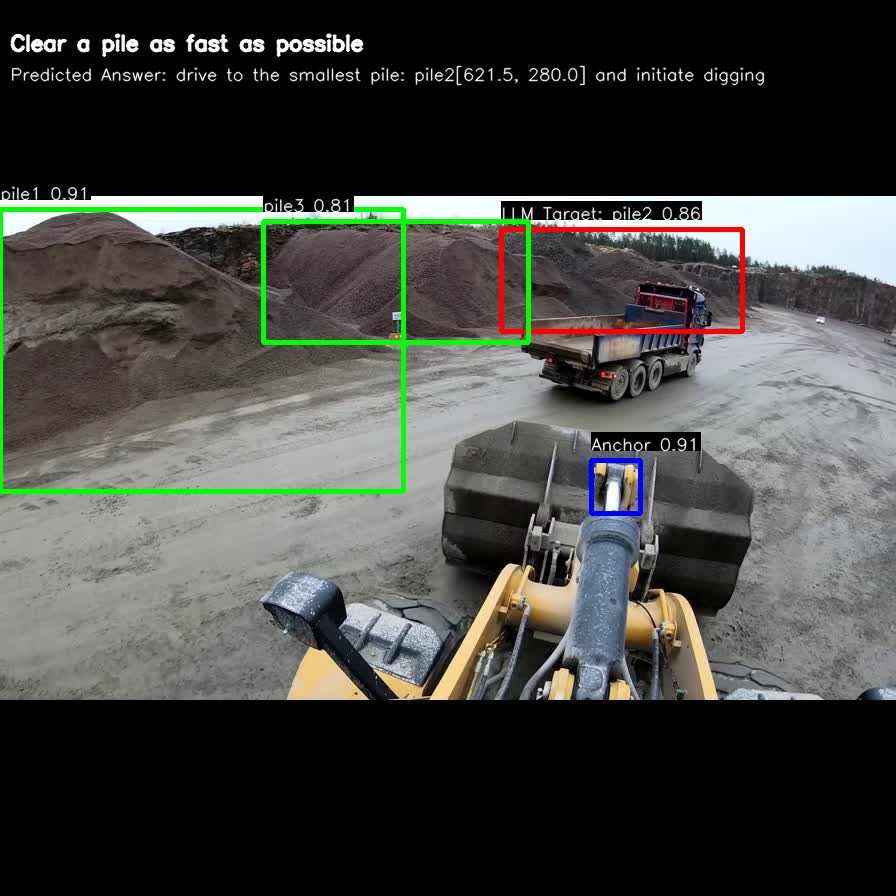 Clear a pile as fast as possible
Predicted Answer: drive to the smallest pile: pile2[621.5, 280.0] and initiate digging
pile1 0.91
pile3 0.81
LLM Target: pile2 0.86
Anchor 0.91